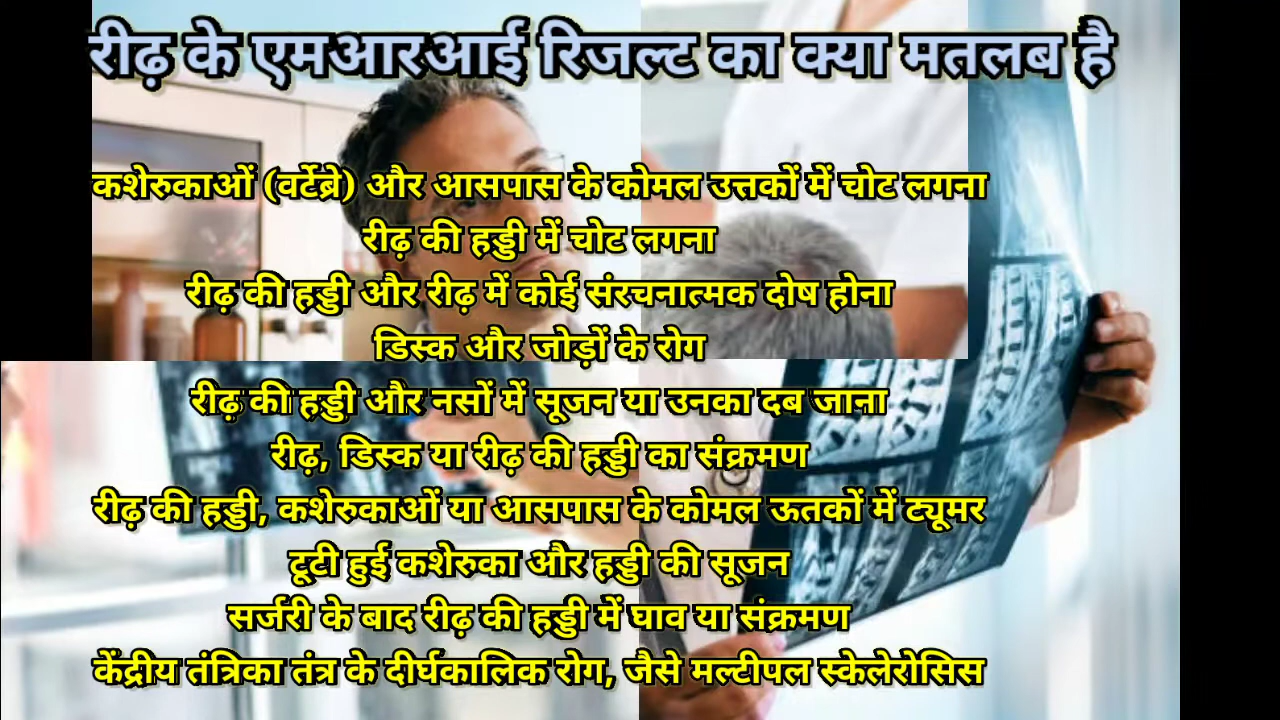 रीढ़ के एमआरआई रिजल्ट का क्या मतलब है
कशेरुकाओं (वर्टेब्रे) और आसपास के कोमल उत्तकों में चोट लगना
रीढ़ की हड्डी में चोट लगना
रीढ़ की हड्डी और रीढ़ में कोई संरचनात्मक दोष होना
डिस्क और जोड़ों के रोग
रीढ़ की हड्डी और नसों में सूजन या उनका दब जाना
रीढ़, डिस्क या रीढ़ की हड्डी का संक्रमण
रीढ़ की हड्डी, कशेरुकाओं या आसपास के कोमल ऊतकों में ट्यूमर
टूटी हुई कशेरुका और हड्डी की सूजन
सर्जरी के बाद रीढ़ की हड्डी में घाव या संक्रमण
केंद्रीय तंत्रिका तंत्र के दीर्घकालिक रोग, जैसे मल्टीपल स्केलेरोसिस